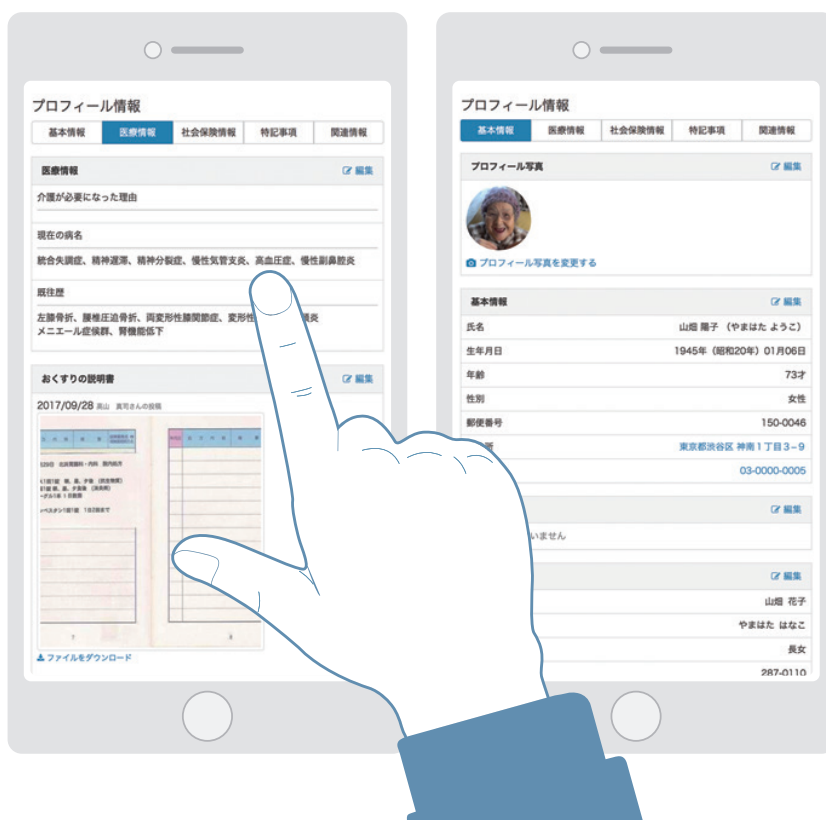 プロフィール情報
基本情報 医療情報 社会保険情報 特記事項 関連情報
医療情報 編集
介護が必要になった理由
現在の病名
統合失調症、精神遅滞、精神分裂症、慢性気管支炎、高血圧症、慢性副鼻腔炎
既往歴
左膝骨折、腰椎圧迫骨折、両変形性膝関節症、変形性
メニエール症候群、腎機能低下
おくすりの説明書 編集
2017/09/28 高山 真司さんの投稿
7 8
ファイルをダウンロード
プロフィール情報
基本情報 医療情報 社会保険情報 特記事項 関連情報
プロフィール写真 編集
プロフィール写真を変更する
基本情報 編集
氏名 山畑 陽子 （やまはた ようこ）
生年月日 1945年（昭和20年）01月06日
年齢 73才
性別 女性
郵便番号 150-0046
所 東京都渋谷区 神南１丁目３−９
03-0000-0005
編集
いません
編集
山畑 花子
やまはた はなこ
長女
287-0110